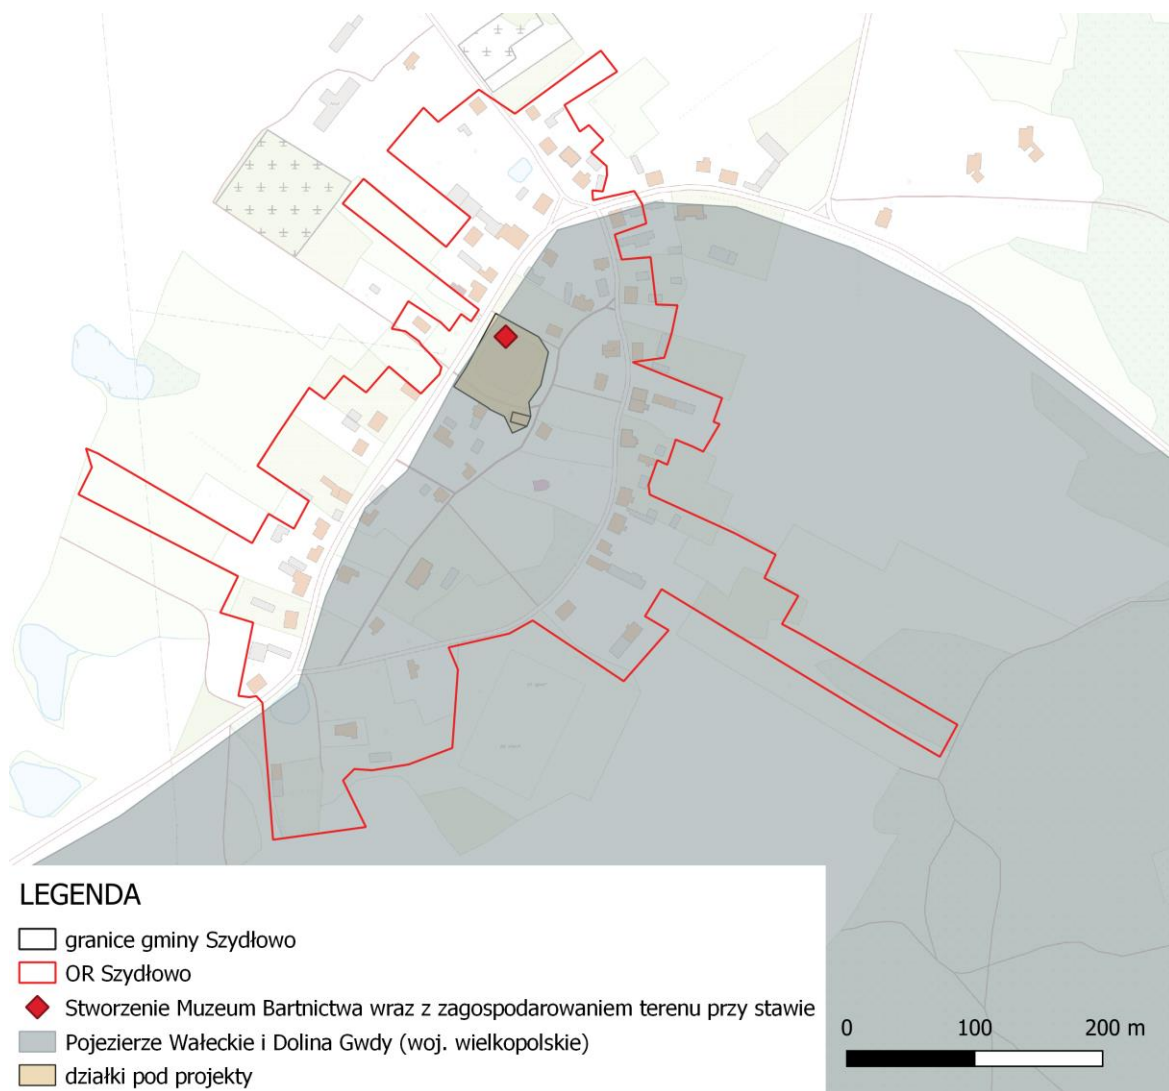 LEGENDA
granice gminy Szydłowo
OR Szydłowo
Stworzenie Muzeum Bartnictwa wraz z zagospodarowaniem terenu przy stawie
Pojezierze Wałeckie i Dolina Gwdy (woj. wielkopolskie)
działki pod projekty
0 100 200 m